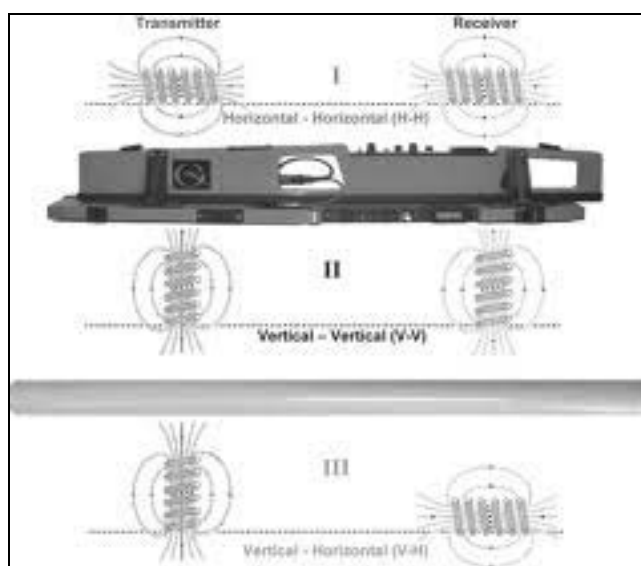 Transmitter Receiver
I
Horizontal - Horizontal (H-H)
II
Vertical – Vertical (V-V)
III
Vertical - Horizontal (V-H)